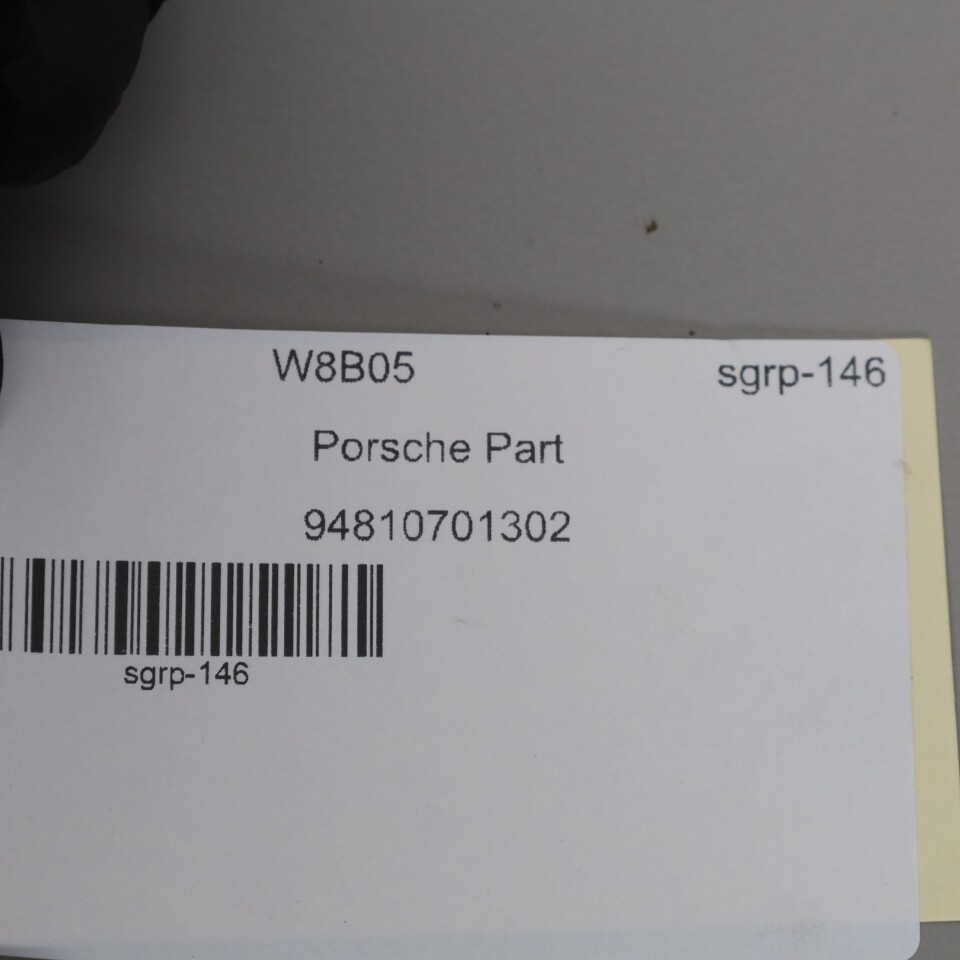 W8B05 sgrp-146
Porsche Part
94810701302
sgrp-146